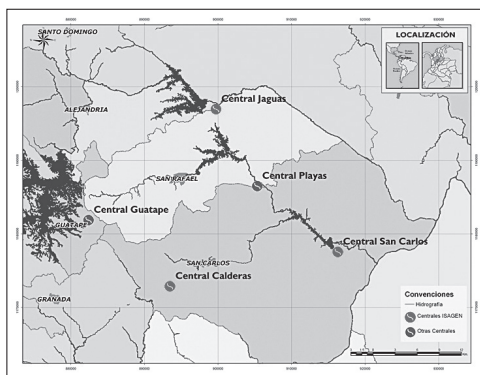 SANTO DOMINGO
LOCALIZACIÓN
Central Jaguas
ALEJANDRIA
SAN RAFAEL
Central Playas
Central Guatape
GUATAPE
Central San Carlos
SAN CARLOS
Central Calderas
GRANADA
Convenciones
Hidrografía
Centrales ISAGEN
Otras Centrales